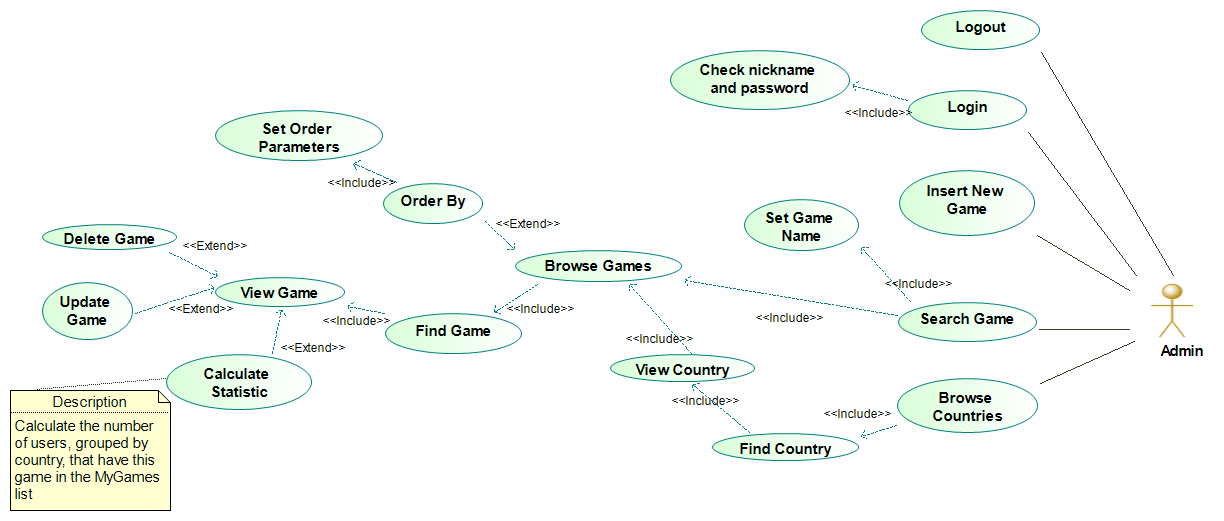 Logout
Check nickname
and password
<<Include>>
Login
Set Order
Parameters
<<Include>>
Order By
<<Extend>>
Insert New
Game
Set Game
Name
<<Include>>
Delete Game
<<Extend>>
Browse Games
Update
Game
<<Extend>>
View Game
<<Include>>
Find Game
<<Include>>
<<Include>>
Search Game
Admin
<<Extend>>
Calculate
Statistic
<<Include>>
View Country
<<Include>>
Find Country
<<Include>>
Browse
Countries
Description
Calculate the number
of users, grouped by
country, that have this
game in the MyGames
list